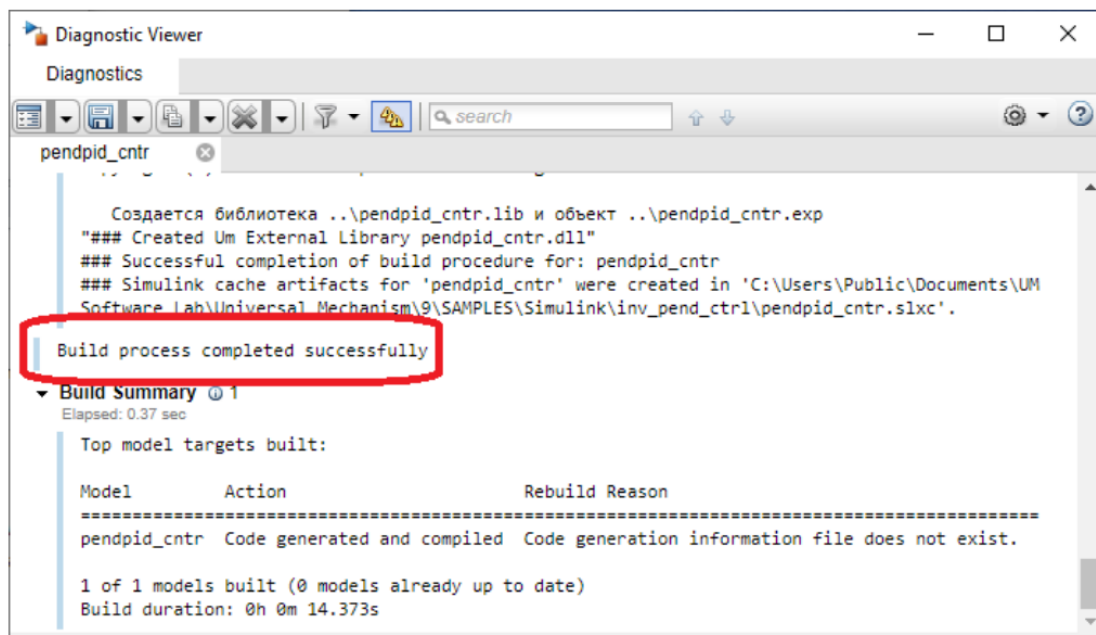 Diagnostic Viewer
Diagnostics
search
pendpid_cntr
Создается библиотека ..\pendpid_cntr.lib и объект ..\pendpid_cntr.exp
"### Created Um External Library pendpid_cntr.dll"
### Successful completion of build procedure for: pendpid_cntr
### Simulink cache artifacts for 'pendpid_cntr' were created in 'C:\Users\Public\Documents\UM
Software Lab\Universal Mechanism\9\SAMPLES\Simulink\inv_pend_ctrl\pendpid_cntr.slxc'.
Build process completed successfully
Build Summary 1
Elapsed: 0.37 sec
Top model targets built:
Model Action Rebuild Reason
================================================================================================
pendpid_cntr Code generated and compiled Code generation information file does not exist.
1 of 1 models built (0 models already up to date)
Build duration: 0h 0m 14.373s